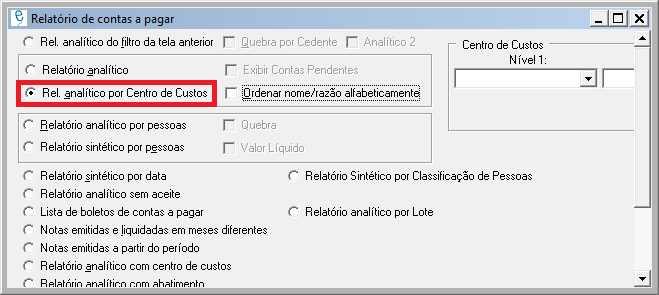 Relatório de contas a pagar
Rel. analítico do filtro da tela anterior Quebra por Cedente Analítico 2
Centro de Custos
Nível 1:
Relatório analítico Exibir Contas Pendentes
Rel. analítico por Centro de Custos Ordenar nome/razão alfabeticamente
Relatório analítico por pessoas Quebra
Relatório sintético por pessoas Valor Líquido
Relatório sintético por data Relatório Sintético por Classificação de Pessoas
Relatório analítico sem aceite
Lista de boletos de contas a pagar Relatório analítico por Lote
Notas emitidas e liquidadas em meses diferentes
Notas emitidas a partir do período
Relatório analítico com centro de custos
Relatório analítico com abatimento